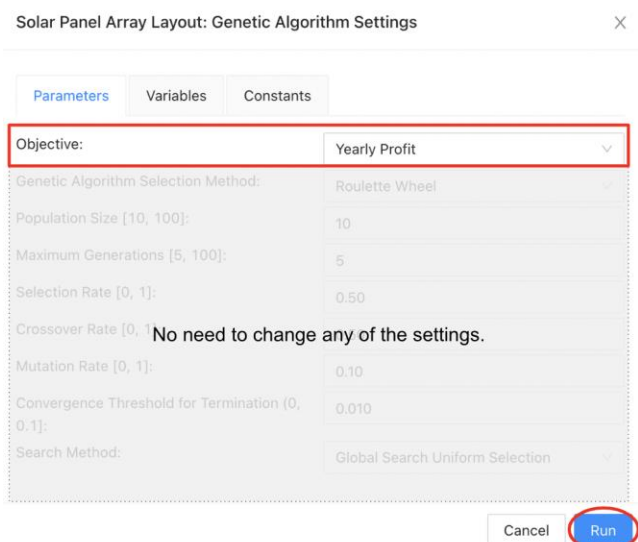 Solar Panel Array Layout: Genetic Algorithm Settings
Parameters Variables Constants
Objective: Yearly Profit
Genetic Algorithm Selection Method: Roulette Wheel
Population Size [10, 100]: 10
Maximum Generations [5, 100]: 5
Selection Rate [0, 1]: 0.50
Crossover Rate [0, 1
No need to change any of the settings.
Mutation Rate [0, 1]: 0.10
Convergence Threshold for Termination (0, 0.010
0.1]:
Search Method: Global Search Uniform Selection
Cancel Run